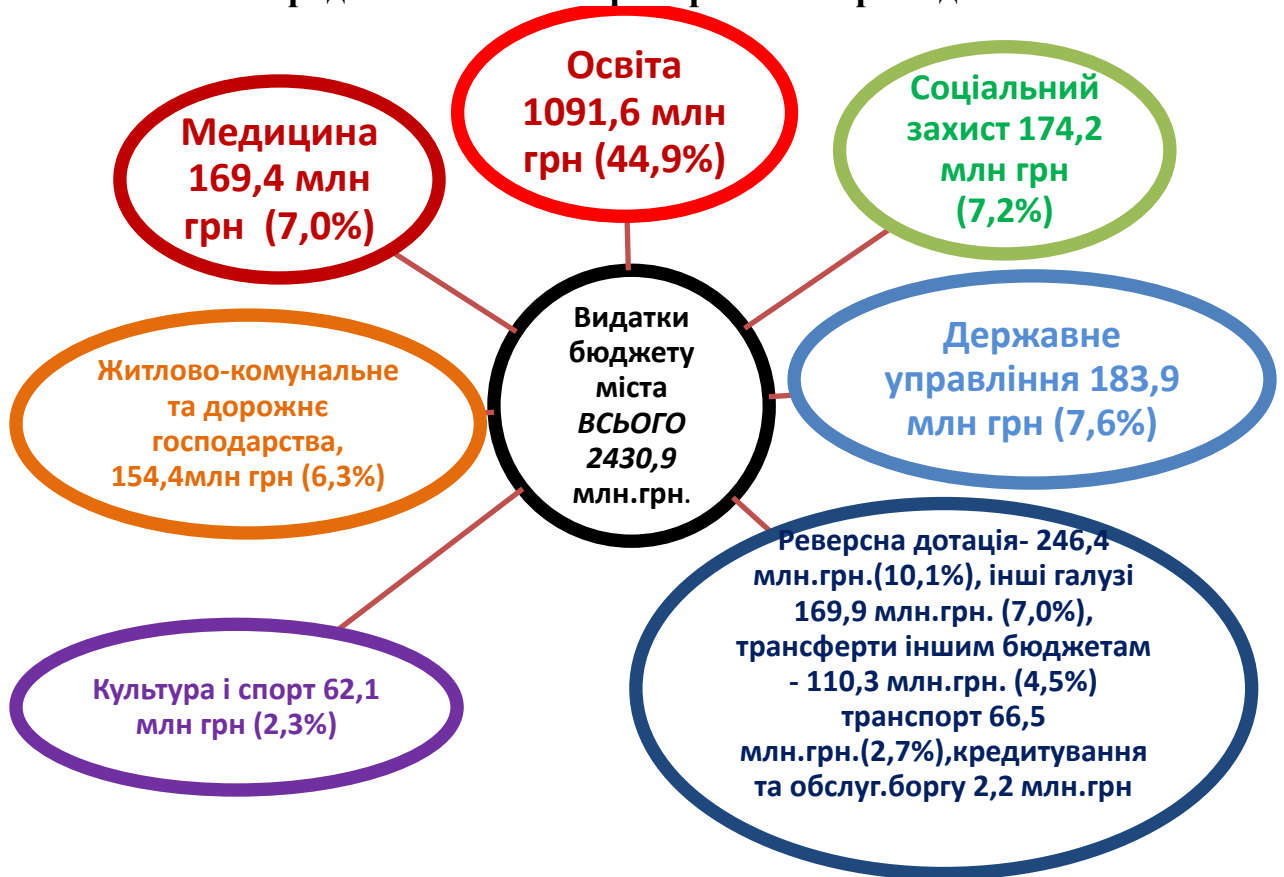 Освіта
1091,6 млн
грн (44,9%)
Медицина
169,4 млн
грн (7,0%)
Соціальний
захист 174,2
млн грн
(7,2%)
Видатки
бюджету
міста
ВСЬОГО
2430,9
млн.грн.
Державне
управління 183,9
млн грн (7,6%)
Житлово-комунальне
та дорожнє
господарства,
154,4млн грн (6,3%)
Реверсна дотація- 246,4
млн.грн.(10,1%), інші галузі
169,9 млн.грн. (7,0%),
трансферти іншим бюджетам
- 110,3 млн.грн. (4,5%)
транспорт 66,5
млн.грн.(2,7%),кредитування
та обслуг.боргу 2,2 млн.грн
Культура і спорт 62,1
млн грн (2,3%)